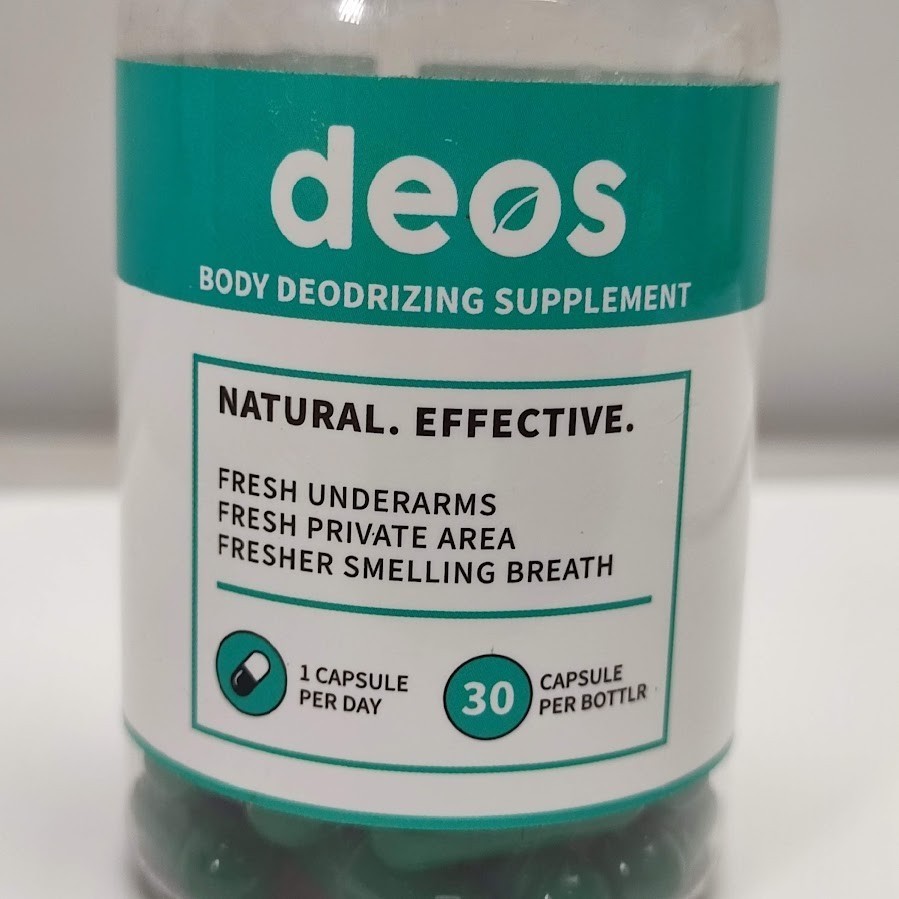 deos
BODY DEODRIZING SUPPLEMENT
NATURAL. EFFECTIVE.
FRESH UNDERARMS
FRESH PRIVATE AREA
FRESHER SMELLING BREATH
1 CAPSULE
PER DAY
30
CAPSULE
PER BOTTLR